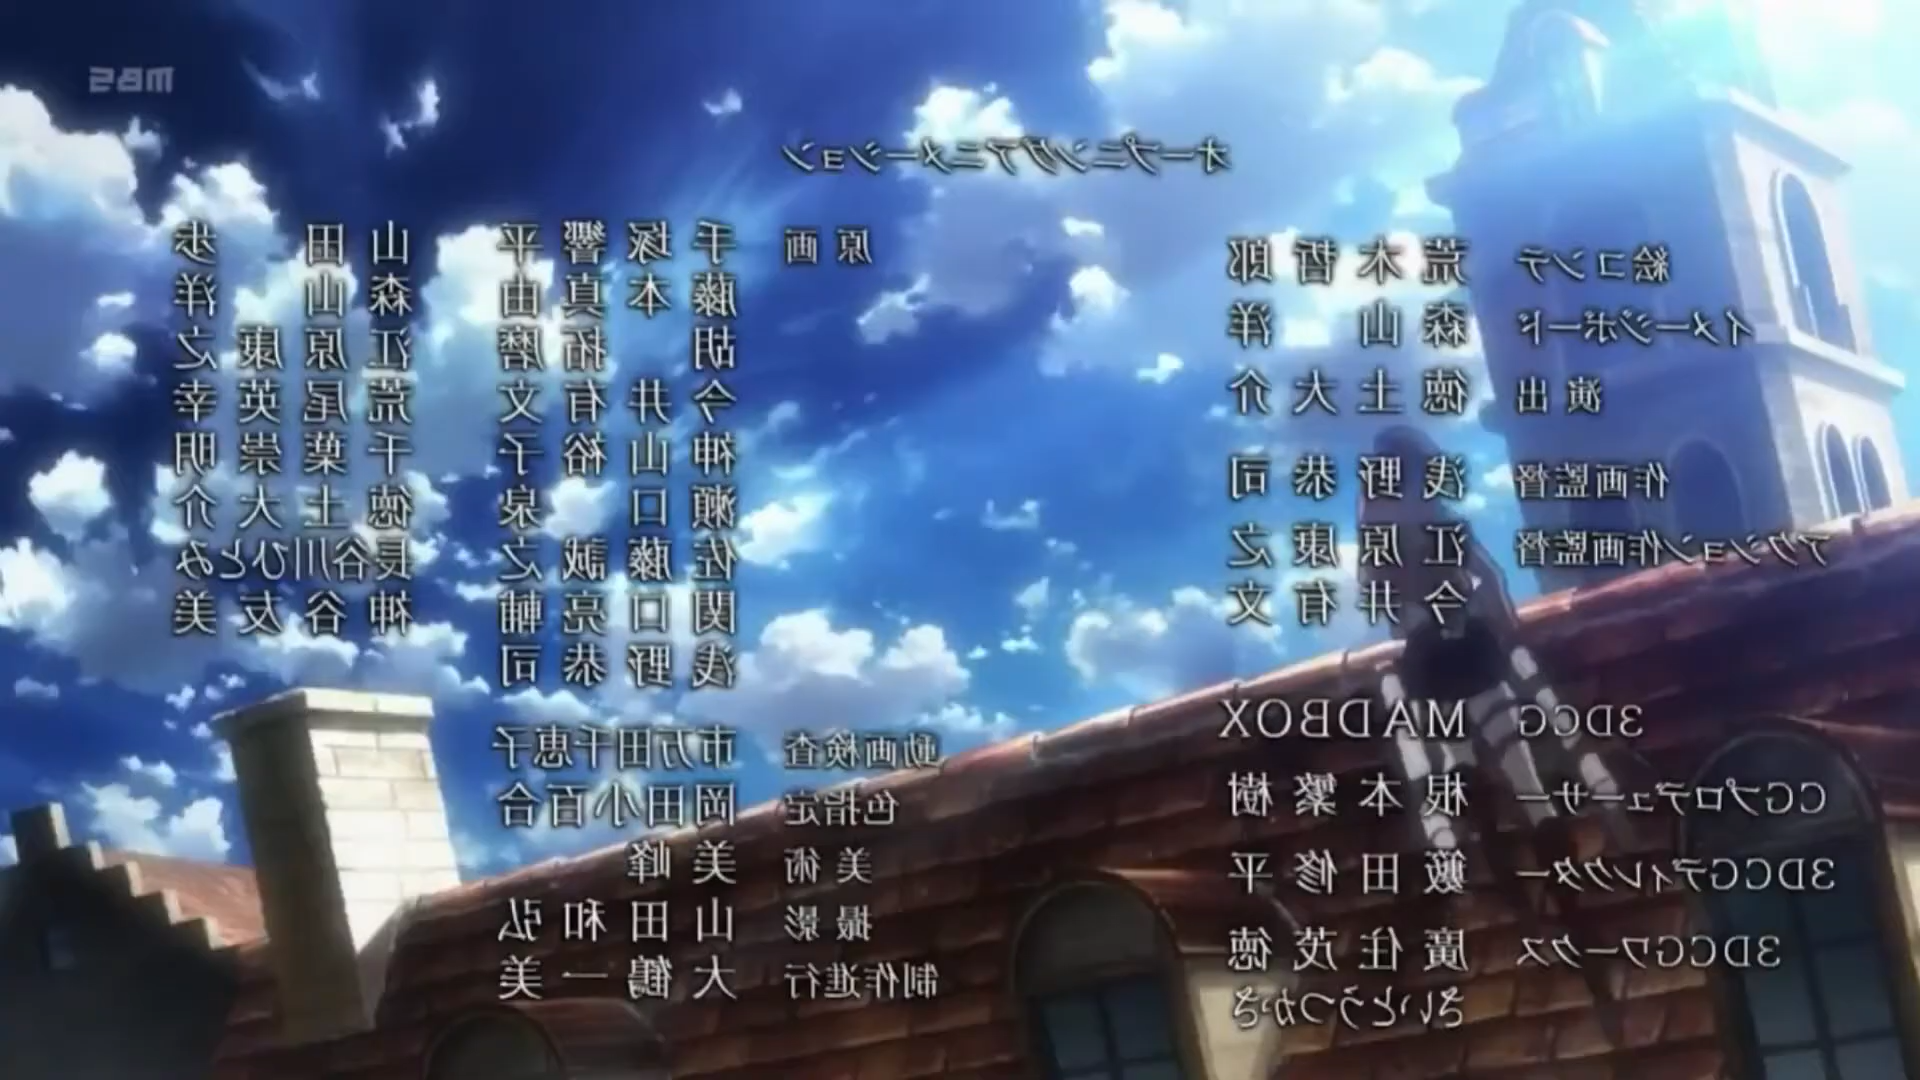 mBS
オープニングアニメーション
絵コンテ 荒木哲郎
イメージボード 森山洋
演出 徳土大介
作画監督 浅野恭司
アクション作画監督 江原康之
今井有文
3DCG MADBOX
CGプロデューサー 根本繁樹
3DCGディレクター 籔田修平
3DCGワークス 廣住茂徳
さいとうつかさ
原画 手塚響平 山田歩
藤本真由 森山洋
胡拓磨 江原康之
今井有文 荒尾英幸
神山裕子 千葉崇明
瀬口泉 徳土大介
佐藤誠之 長谷川ひとみ
関口亮輔 神谷友美
浅野恭司
動画検査 市万田千恵子
色指定 岡田小百合
美術 美峰
撮影 山田和弘
制作進行 大鶴一美